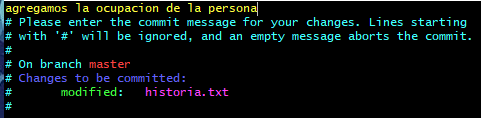 agregamos la ocupacion de la persona
# Please enter the commit message for your changes. Lines starting
# with '#' will be ignored, and an empty message aborts the commit.
#
# On branch master
# Changes to be committed:
#       modified:   historia.txt
#